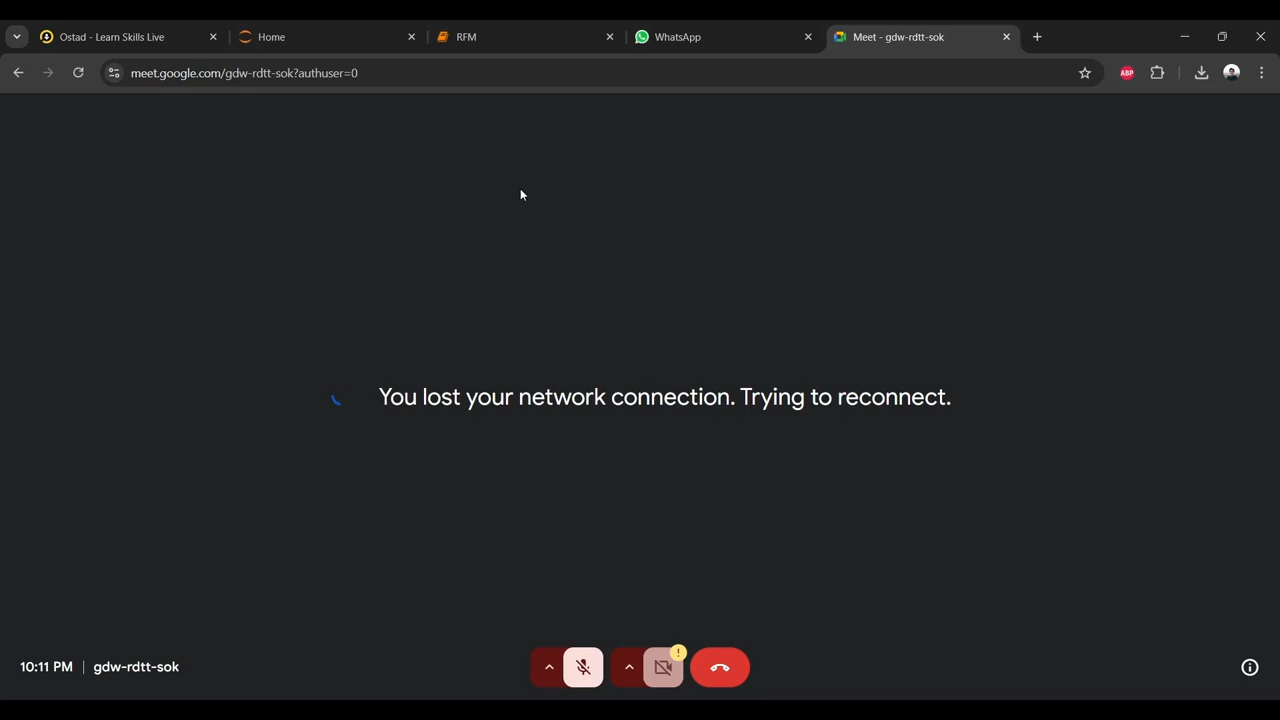 Ostad - Learn Skills Live
Home
RFM
WhatsApp
Meet - gdw-rdtt-sok
meet.google.com/gdw-rdtt-sok?authuser=0
ABP
You lost your network connection. Trying to reconnect.
10:11 PM | gdw-rdtt-sok